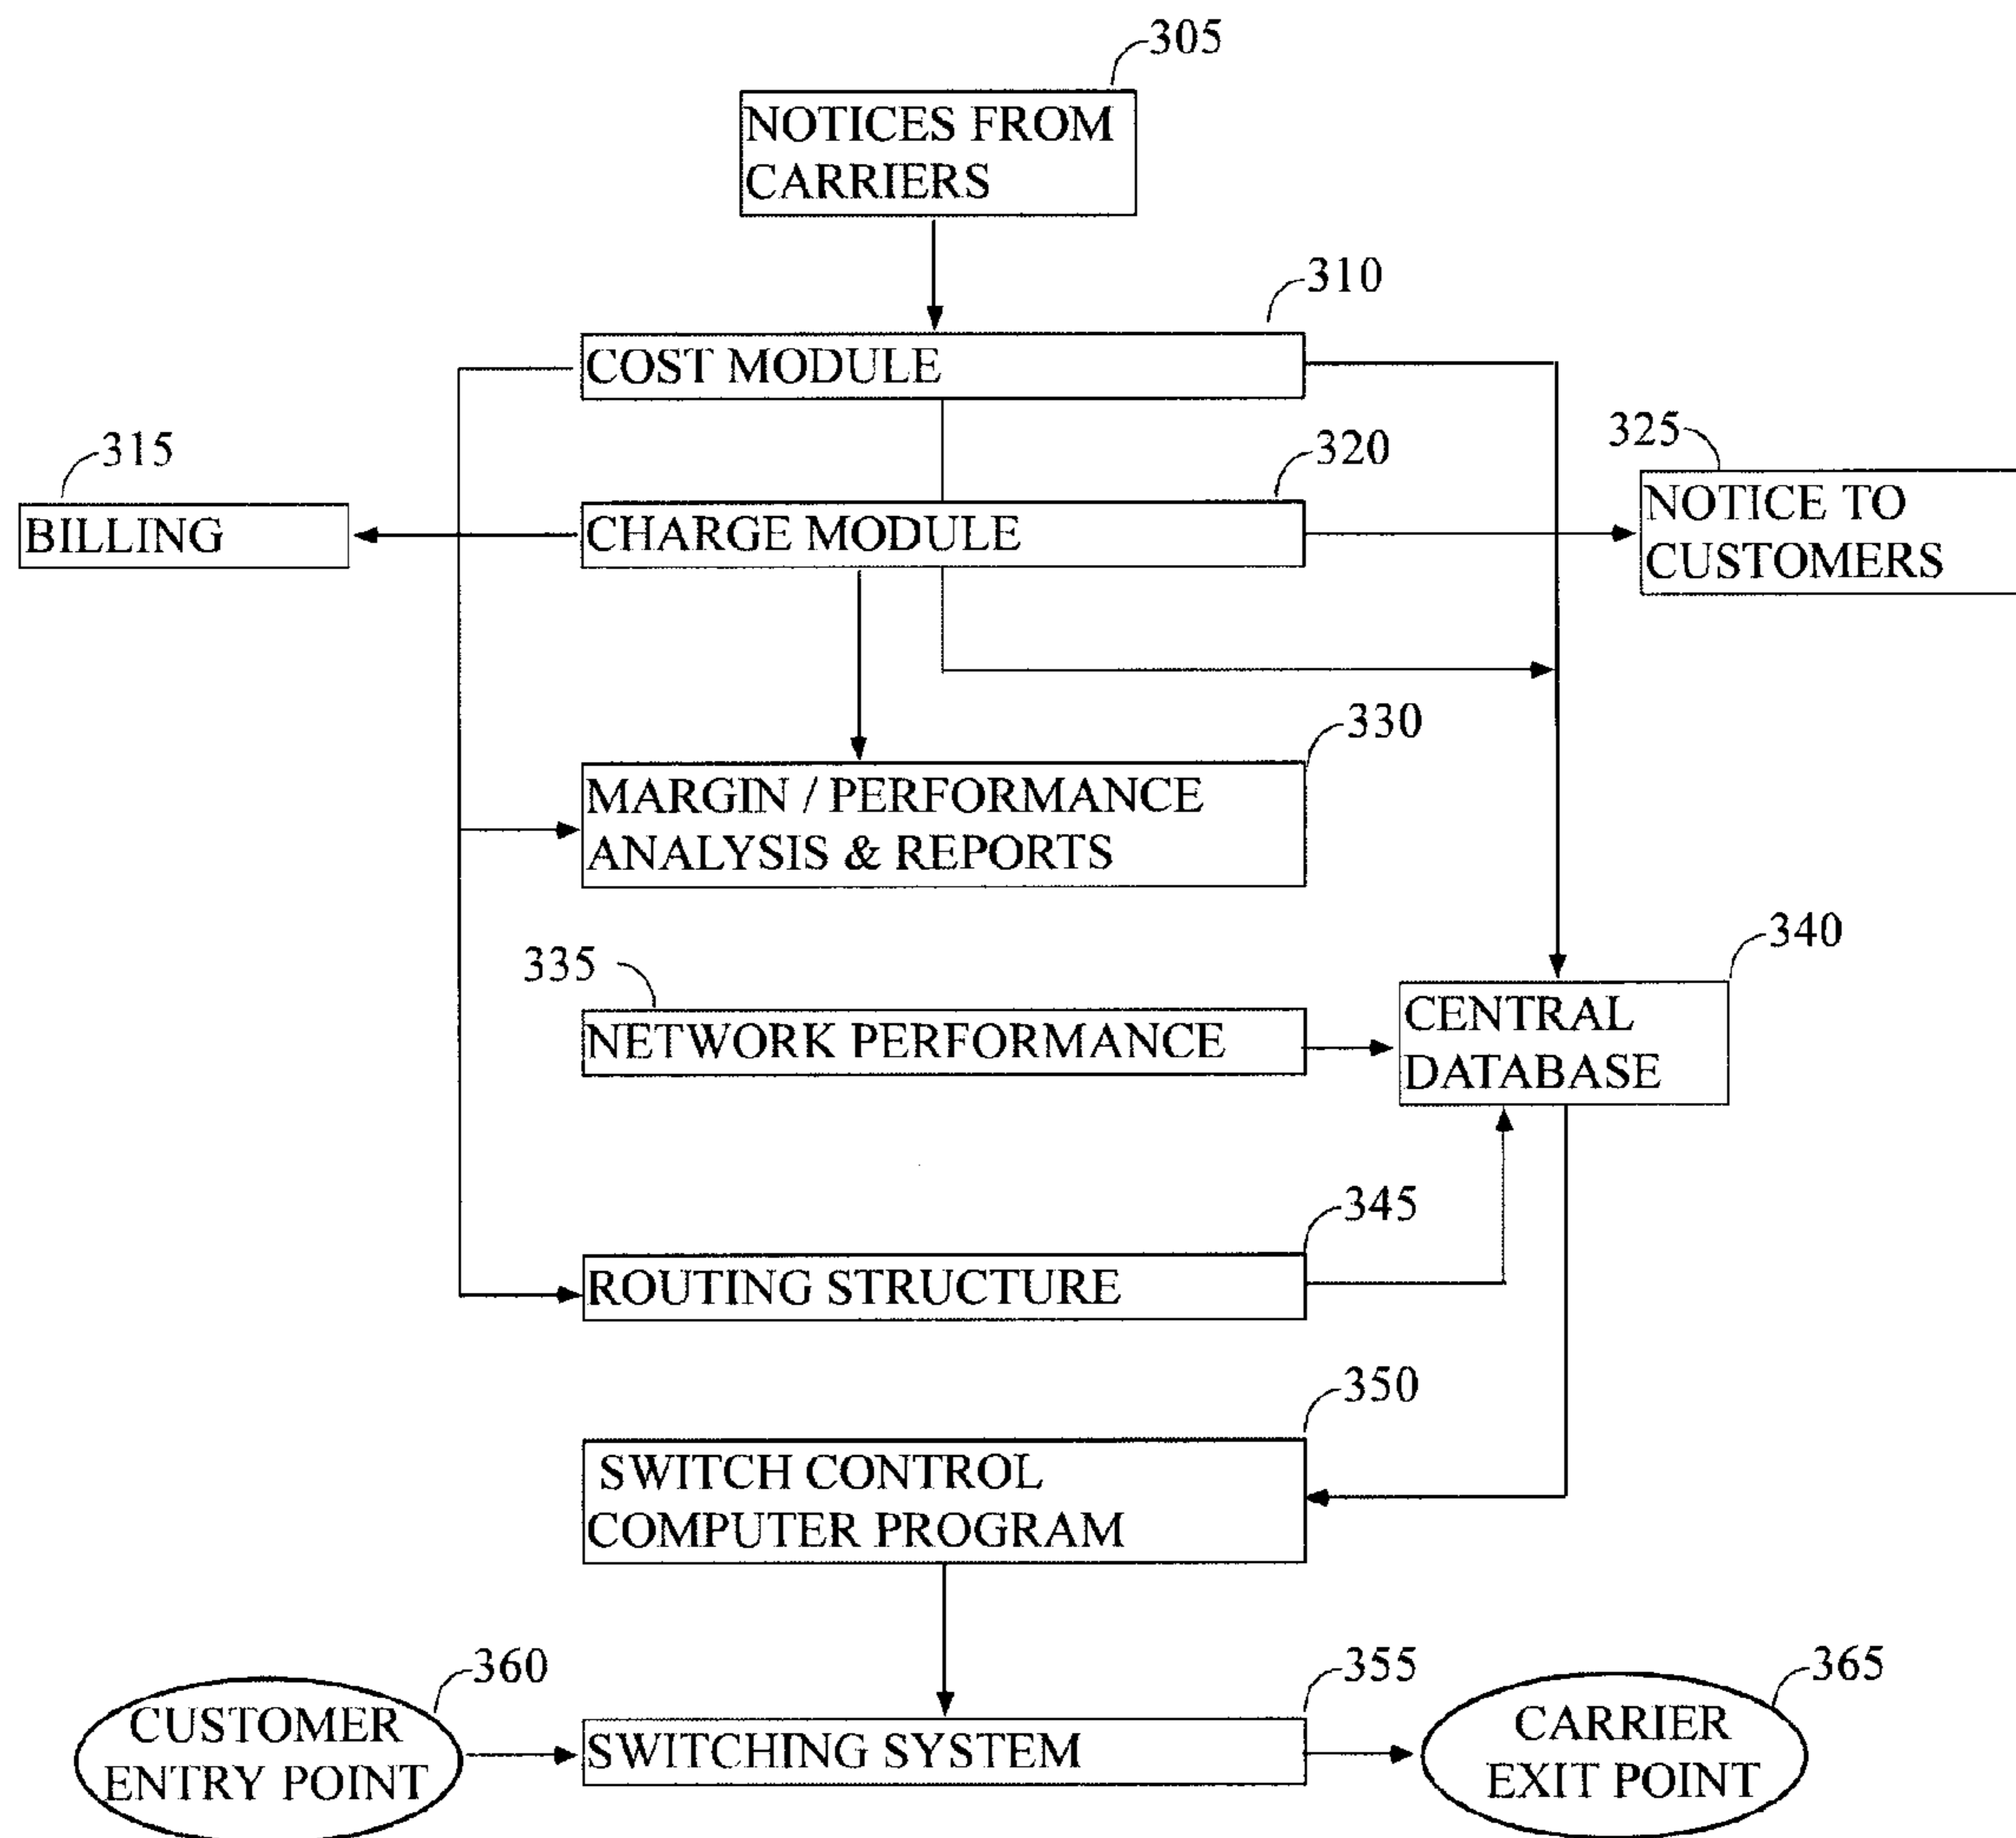 305
NOTICES FROM
CARRIERS
310
COST MODULE
315
BILLING
320
CHARGE MODULE
325
NOTICE TO
CUSTOMERS
330
MARGIN / PERFORMANCE
ANALYSIS & REPORTS
335
NETWORK PERFORMANCE
340
CENTRAL
DATABASE
345
ROUTING STRUCTURE
350
SWITCH CONTROL
COMPUTER PROGRAM
360
CUSTOMER
ENTRY POINT
355
SWITCHING SYSTEM
365
CARRIER
EXIT POINT